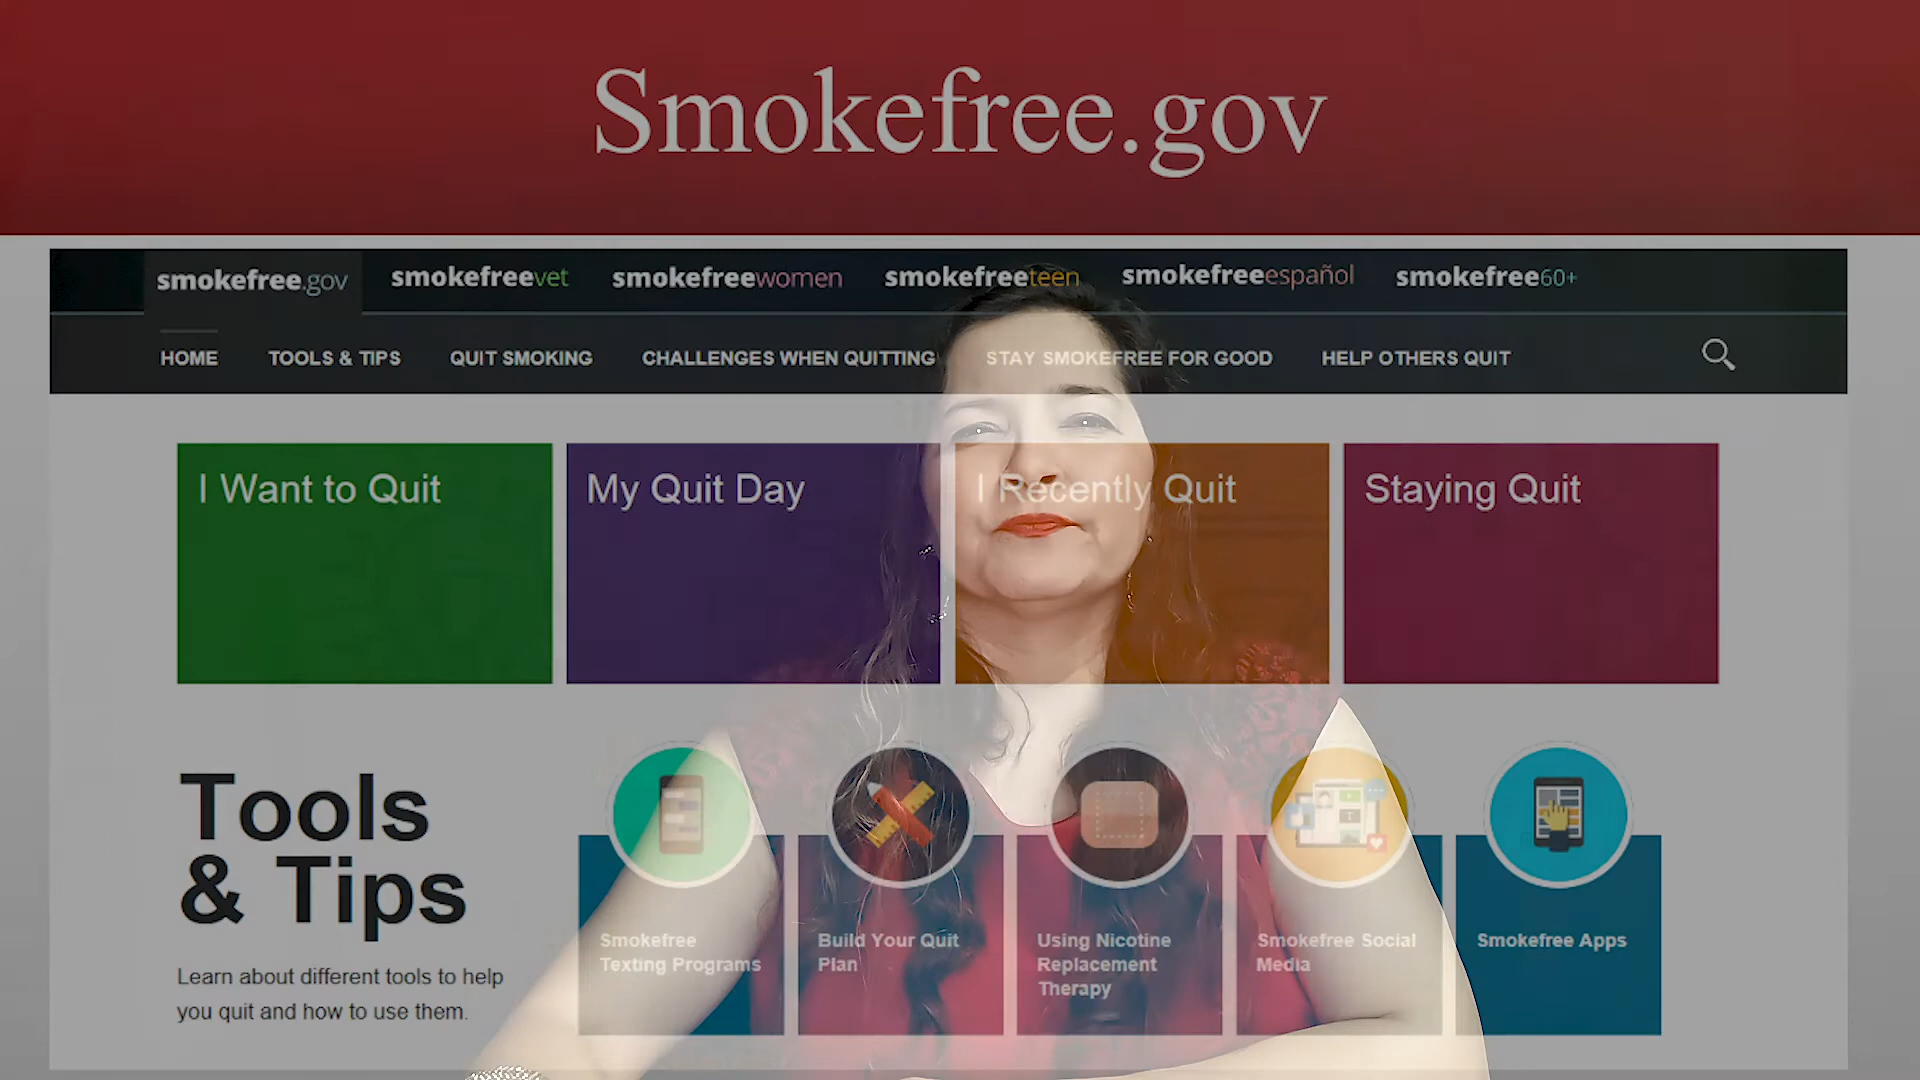 Smokefree.gov
smokefree.gov smokefreevet smokefreewomen smokefreeteen smokefreeespañol smokefree60+
HOME TOOLS & TIPS QUIT SMOKING CHALLENGES WHEN QUITTING STAY SMOKEFREE FOR GOOD HELP OTHERS QUIT
I Want to Quit
My Quit Day
I Recently Quit
Staying Quit
Tools
& Tips
Learn about different tools to help
you quit and how to use them.
Smokefree
Texting Programs
Build Your Quit
Plan
Using Nicotine
Replacement
Therapy
Smokefree Social
Media
Smokefree Apps